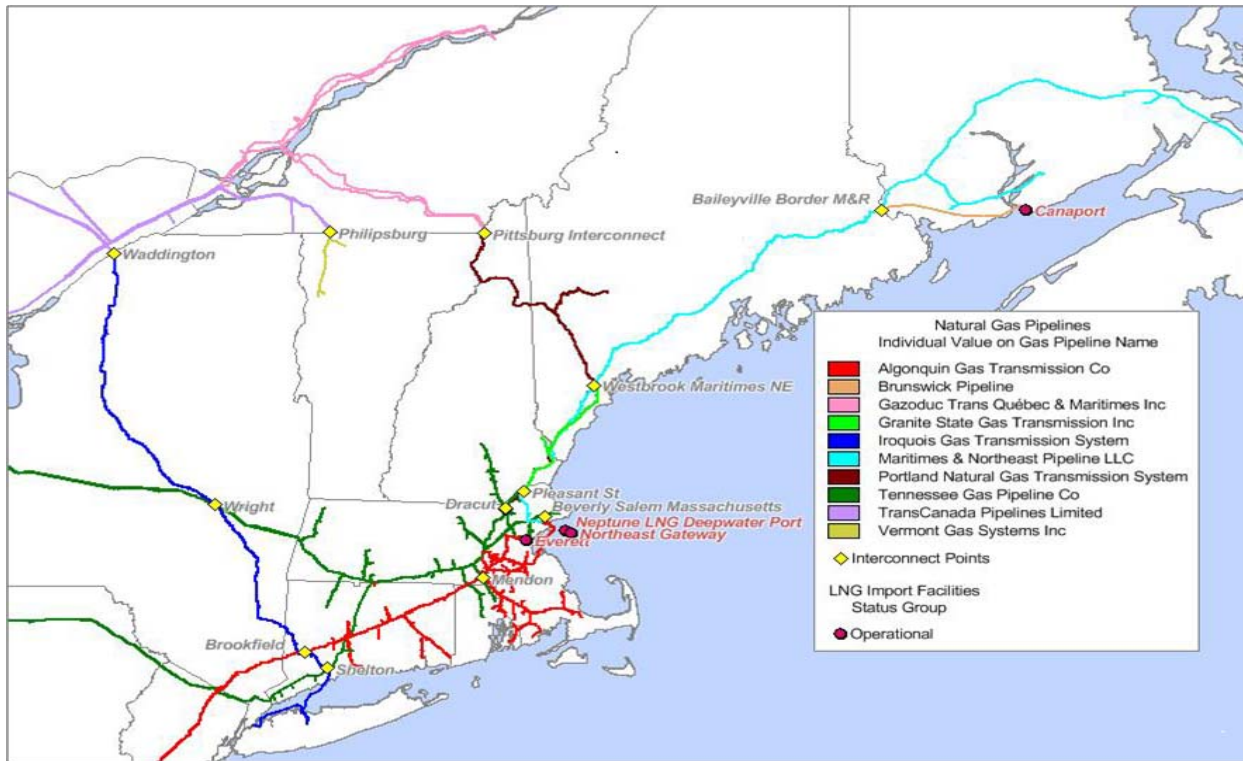 Baileyville Border M&R
Canaport
Philipsburg
Pittsburg Interconnect
Waddington
Westbrook Maritimes NE
Wright
Pleasant St
Dracut
Beverly Salem Massachusetts
Neptune LNG Deepwater Port
Northeast Gateway
Everett
Mendon
Brookfield
Shelton
Natural Gas Pipelines
Individual Value on Gas Pipeline Name
Algonquin Gas Transmission Co
Brunswick Pipeline
Gazoduc Trans Québec & Maritimes Inc
Granite State Gas Transmission Inc
Iroquois Gas Transmission System
Maritimes & Northeast Pipeline LLC
Portland Natural Gas Transmission System
Tennessee Gas Pipeline Co
TransCanada Pipelines Limited
Vermont Gas Systems Inc
Interconnect Points
LNG Import Facilities
Status Group
Operational